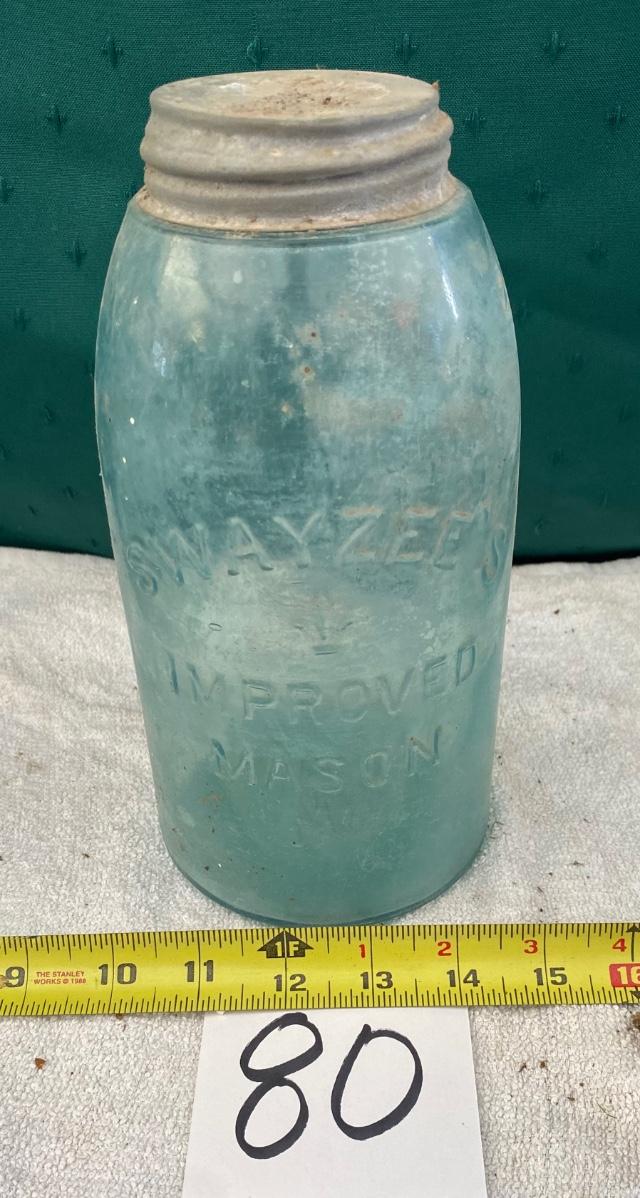 SWAYZEE'S
IMPROVED
MASON
1F 1 2 3 4
9 THE STANLEY WORKS © 1988 10 11 12 13 14 15 16
80